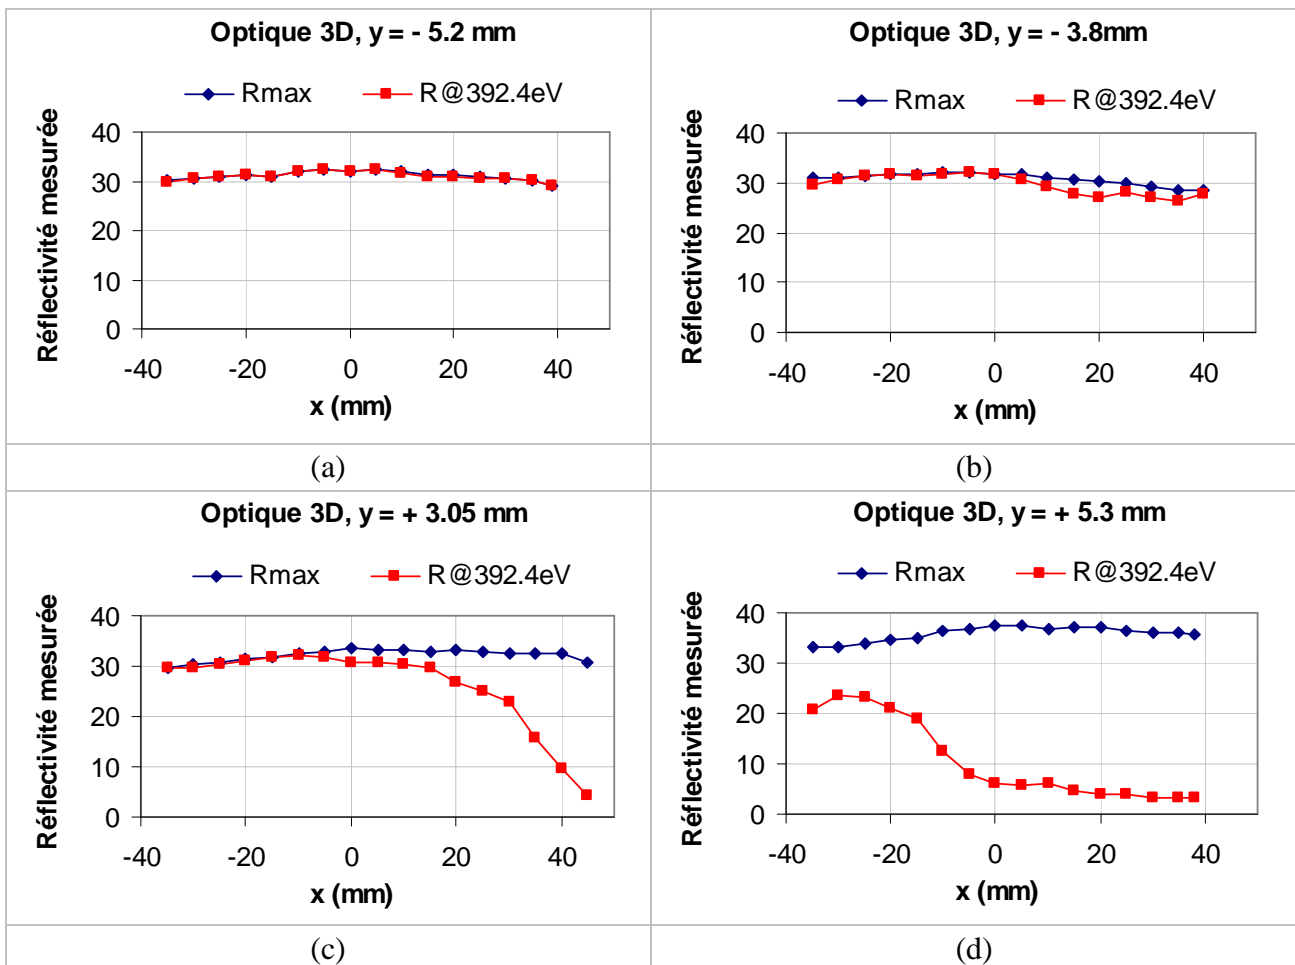 Optique 3D, y = - 5.2 mm
Rmax R@392.4eV
Réflectivité mesurée
40
30
20
10
0
-40 -20 0 20 40
x (mm)
(a)
Optique 3D, y = - 3.8mm
Rmax R@392.4eV
Réflectivité mesurée
40
30
20
10
0
-40 -20 0 20 40
x (mm)
(b)
Optique 3D, y = + 3.05 mm
Rmax R@392.4eV
Réflectivité mesurée
40
30
20
10
0
-40 -20 0 20 40
x (mm)
(c)
Optique 3D, y = + 5.3 mm
Rmax R@392.4eV
Réflectivité mesurée
40
30
20
10
0
-40 -20 0 20 40
x (mm)
(d)